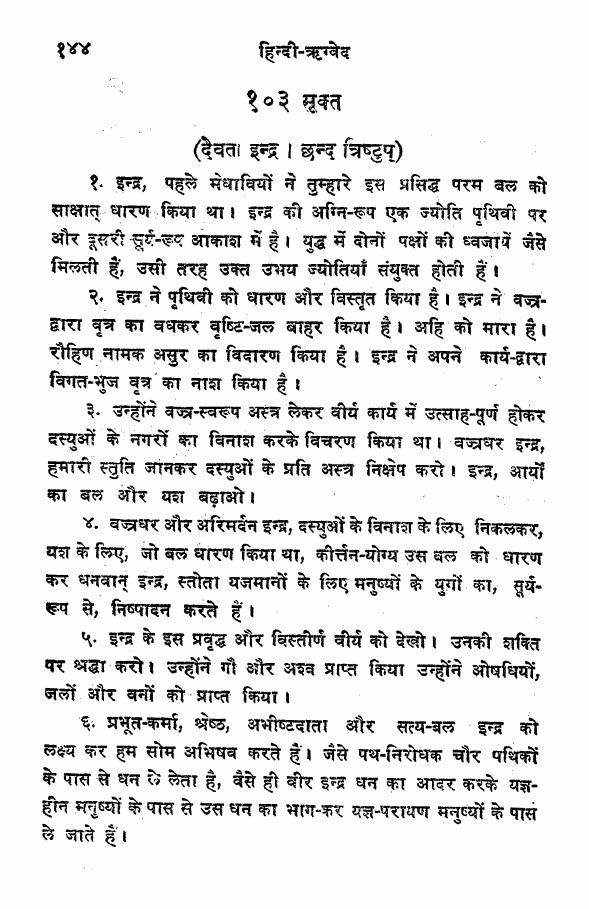 १४४ हिन्दी-ऋग्वेद
१०३ सूक्त
(देवता इन्द्र । छन्द त्रिष्टुप्)
१. इन्द्र, पहले मेधावियों ने तुम्हारे इस प्रसिद्ध परम बल को
साक्षात् धारण किया था। इन्द्र की अग्नि-रूप एक ज्योति पृथिवी पर
और दूसरी सूर्य-रूप आकाश में है। युद्ध में दोनों पक्षों की ध्वजायें जैसे
मिलती हैं, उसी तरह उक्त उभय ज्योतियाँ संयुक्त होती हैं।
२. इन्द्र ने पृथिवी को धारण और विस्तृत किया है। इन्द्र ने वज्र-
द्वारा वृत्र का वधकर वृष्टि-जल बाहर किया है। अहि को मारा है।
रौहिण नामक असुर का विदारण किया है। इन्द्र ने अपने कार्य-द्वारा
विगत-भुज वृत्र का नाश किया है।
३. उन्होंने वज्र-स्वरूप अस्त्र लेकर वीर्य कार्य में उत्साह-पूर्ण होकर
दस्युओं के नगरों का विनाश करके विचरण किया था। वज्रधर इन्द्र,
हमारी स्तुति जानकर दस्युओं के प्रति अस्त्र निक्षेप करो। इन्द्र, आर्यों
का बल और यश बढ़ाओ।
४. वज्रधर और अरिमर्दन इन्द्र, दस्युओं के विनाश के लिए निकलकर,
यश के लिए, जो बल धारण किया था, कीर्त्तन-योग्य उस बल को धारण
कर धनवान् इन्द्र, स्तोता यजमानों के लिए मनुष्यों के युगों का, सूर्य-
रूप से, निष्पादन करते हैं।
५. इन्द्र के इस प्रवृद्ध और विस्तीर्ण वीर्य को देखो। उनकी शक्ति
पर श्रद्धा करो। उन्होंने गौ और अश्व प्राप्त किया उन्होंने ओषधियों,
जलों और वनों को प्राप्त किया।
६. प्रभूत-कर्मा, श्रेष्ठ, अभीष्टदाता और सत्य-बल इन्द्र को
लक्ष्य कर हम सोम अभिषव करते हैं। जैसे पथ-निरोधक चौर पथिकों
के पास से धन ले लेता है, वैसे ही वीर इन्द्र धन का आदर करके यज्ञ-
हीन मनुष्यों के पास से उस धन का भाग-कर यज्ञ-परायण मनुष्यों के पास
ले जाते हैं।